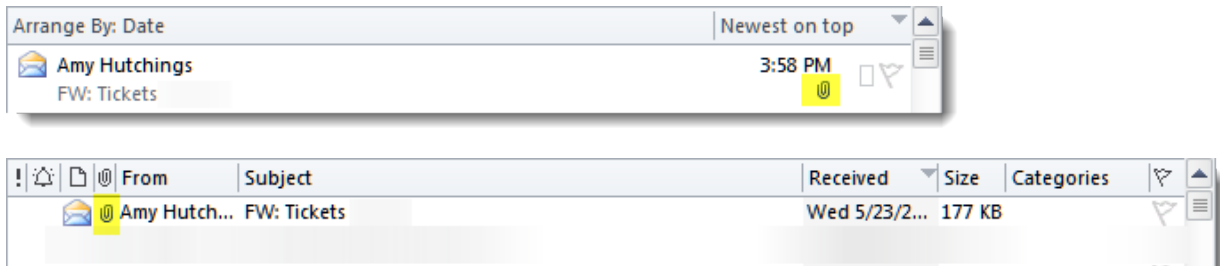 Arrange By: Date Newest on top
Amy Hutchings 3:58 PM
FW: Tickets
! From Subject Received Size Categories
Amy Hutch... FW: Tickets Wed 5/23/2... 177 KB